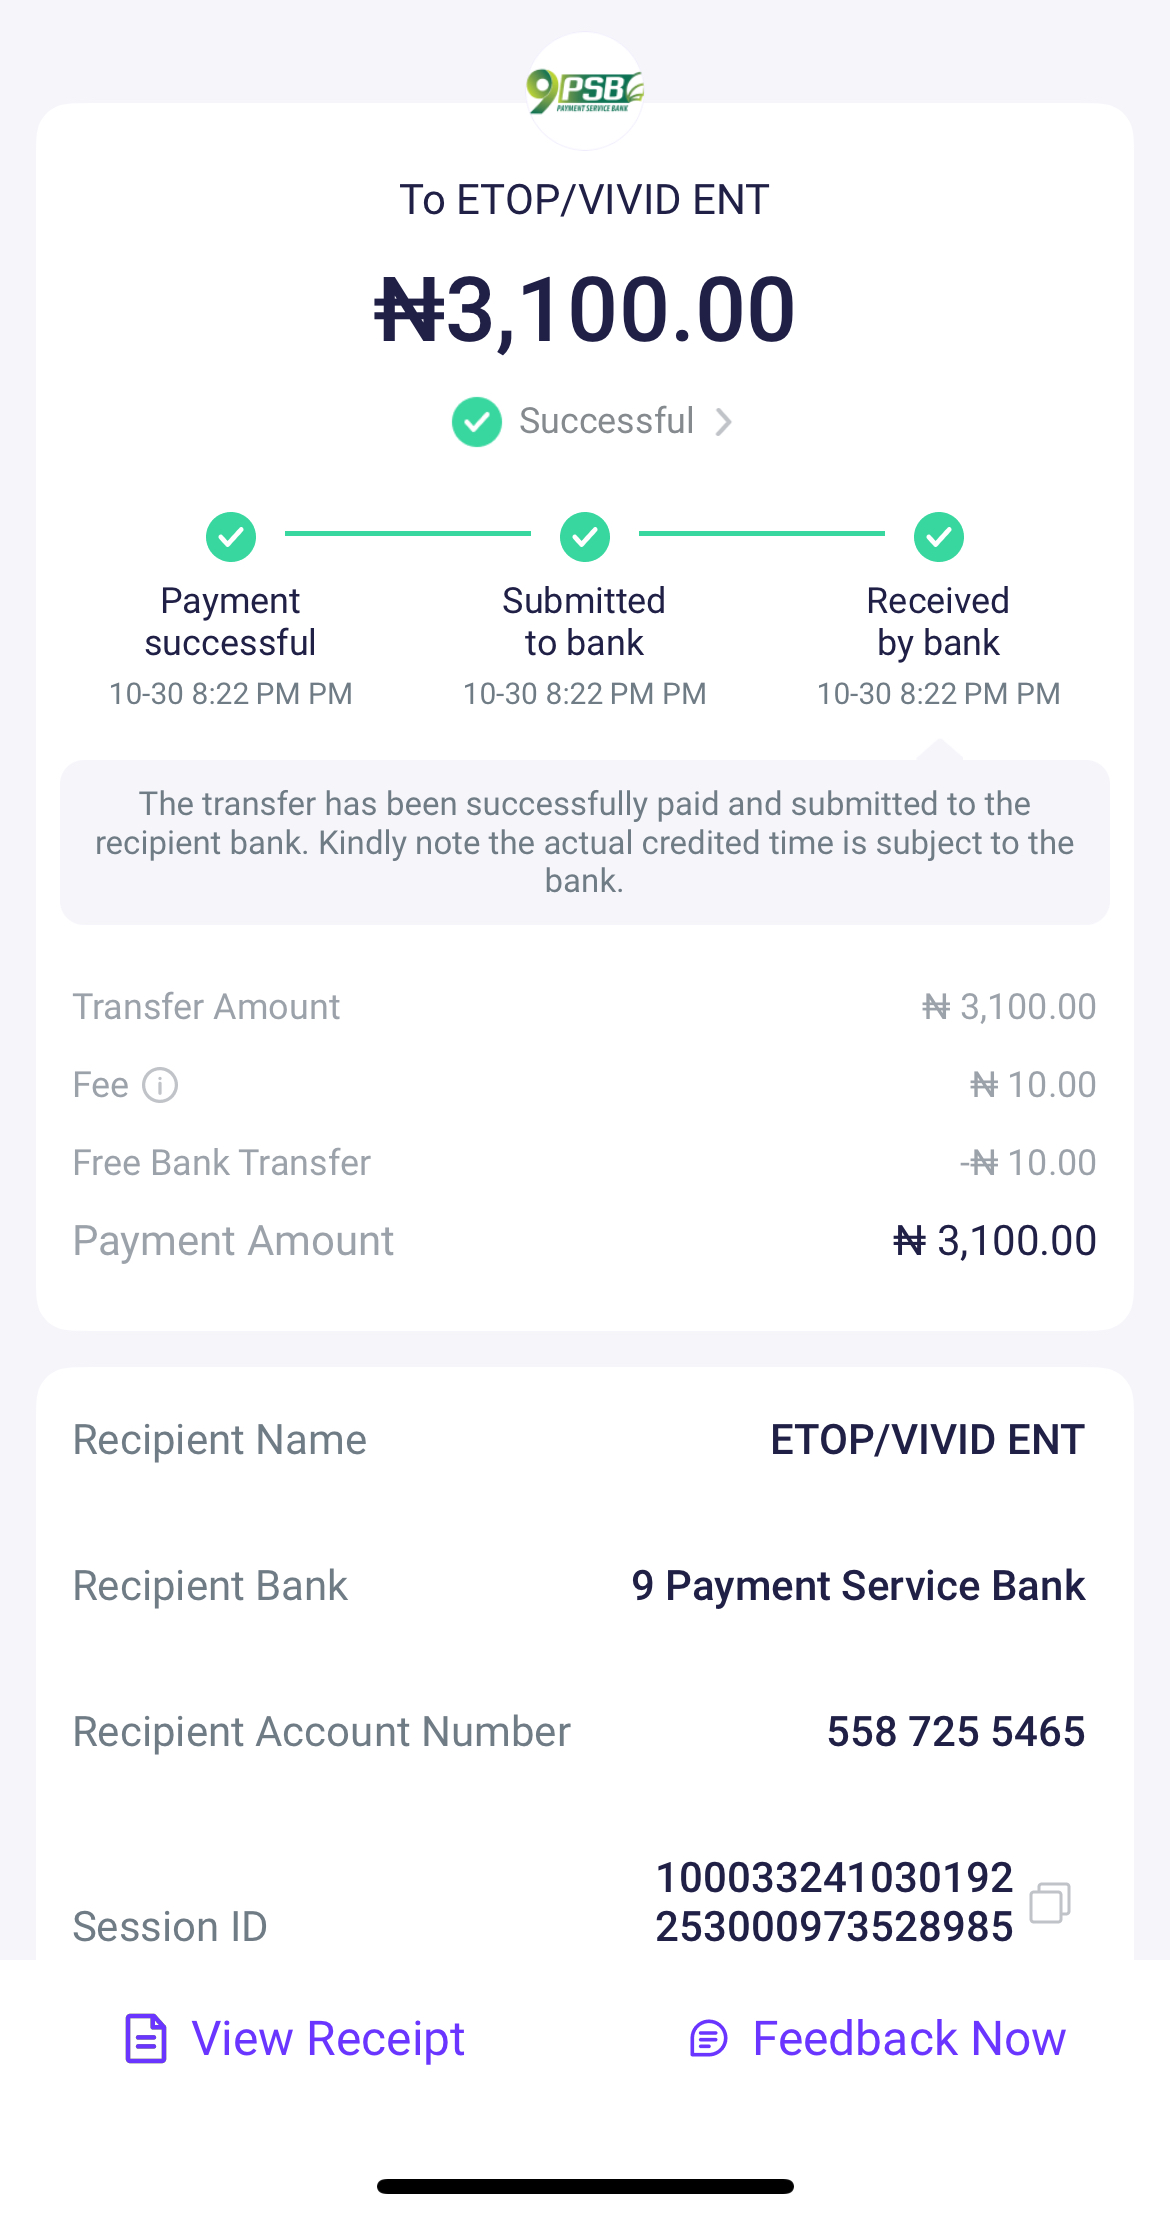 9PSB
PAYMENT SERVICE BANK
To ETOP/VIVID ENT
₦3,100.00
Successful
Payment
successful
10-30 8:22 PM PM
Submitted
to bank
10-30 8:22 PM PM
Received
by bank
10-30 8:22 PM PM
The transfer has been successfully paid and submitted to the
recipient bank. Kindly note the actual credited time is subject to the
bank.
Transfer Amount ₦ 3,100.00
Fee ₦ 10.00
Free Bank Transfer -₦ 10.00
Payment Amount ₦ 3,100.00
Recipient Name ETOP/VIVID ENT
Recipient Bank 9 Payment Service Bank
Recipient Account Number 558 725 5465
Session ID 100033241030192
253000973528985
View Receipt
Feedback Now